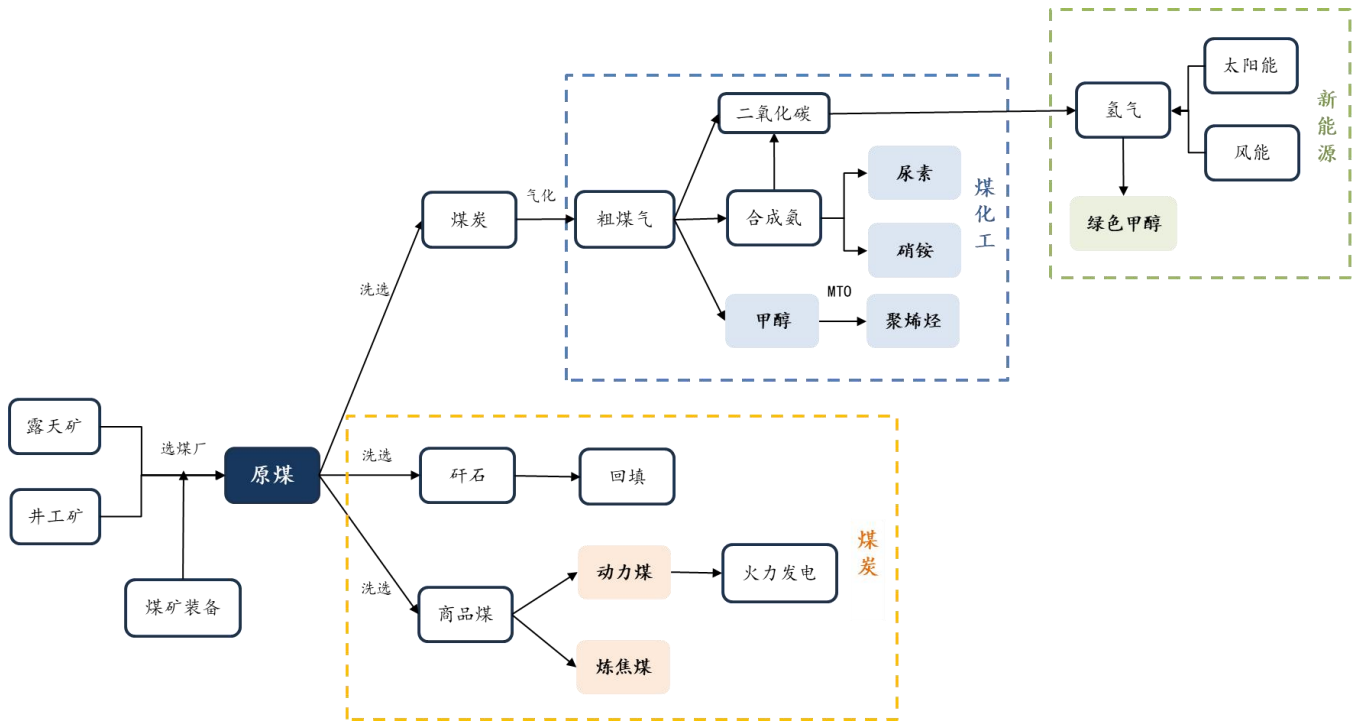 太阳能
新能源
氢气
风能
绿色甲醇
二氧化碳
尿素
煤化工
气化
煤炭
粗煤气
合成氨
硝铵
洗选
MTO
甲醇
聚烯烃
露天矿
选煤厂
原煤
井工矿
煤矿装备
洗选
矸石
回填
煤炭
洗选
动力煤
火力发电
商品煤
炼焦煤